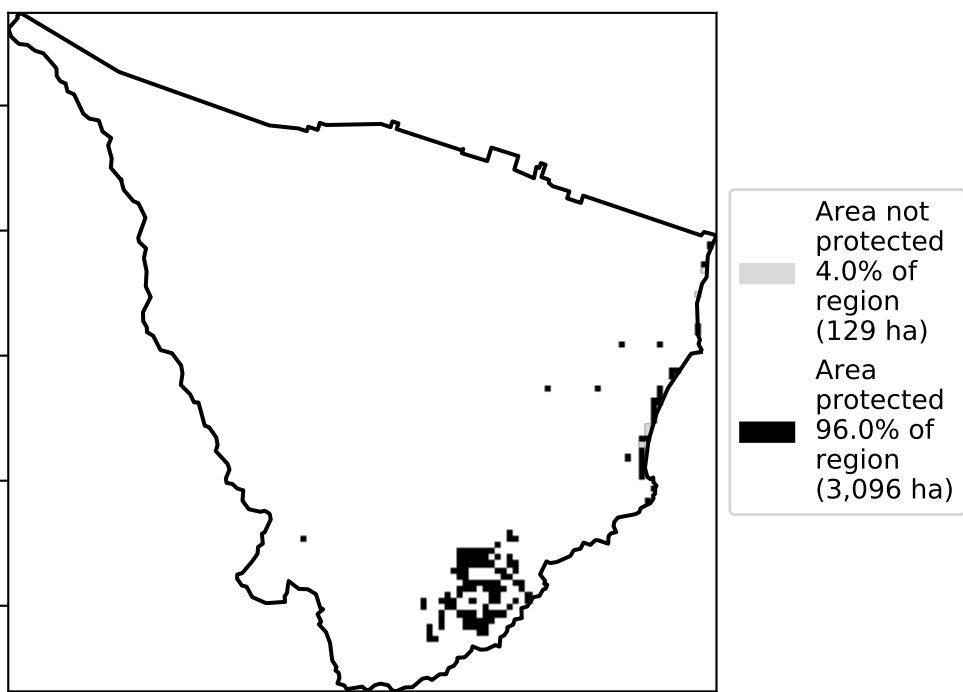 Area not
protected
4.0% of
region
(129 ha)
Area
protected
96.0% of
region
(3,096 ha)